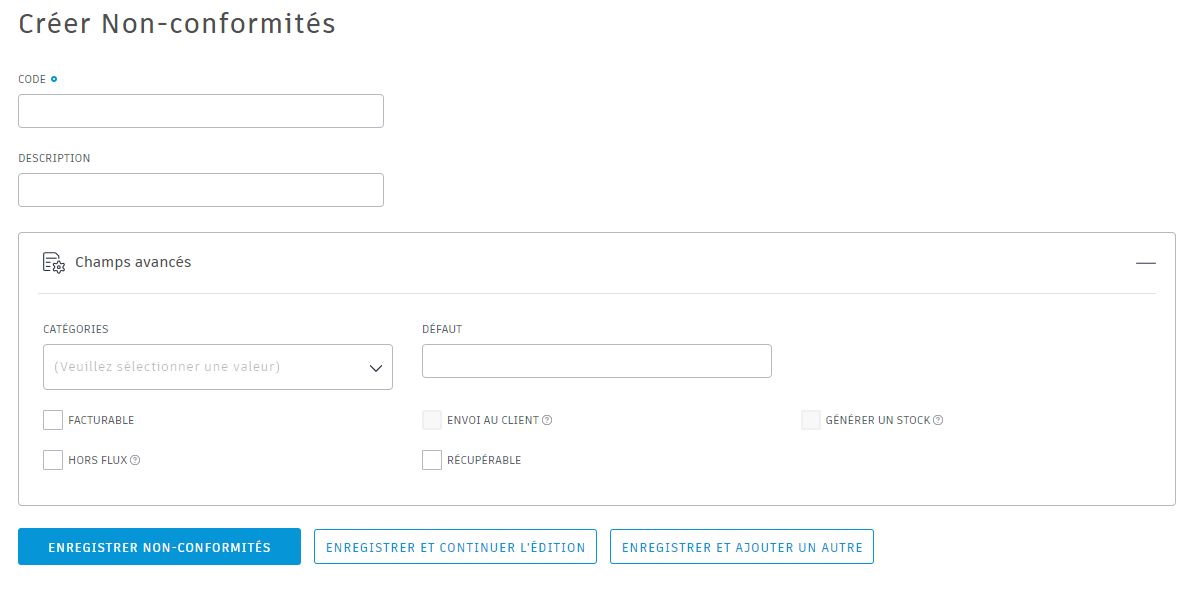 Créer Non-conformités
CODE
DESCRIPTION
Champs avancés
CATÉGORIES
DÉFAUT
(Veuillez sélectionner une valeur)
FACTURABLE
ENVOI AU CLIENT ?
GÉNÉRER UN STOCK ?
HORS FLUX ?
RÉCUPÉRABLE
ENREGISTRER NON-CONFORMITÉS
ENREGISTRER ET CONTINUER L'ÉDITION
ENREGISTRER ET AJOUTER UN AUTRE